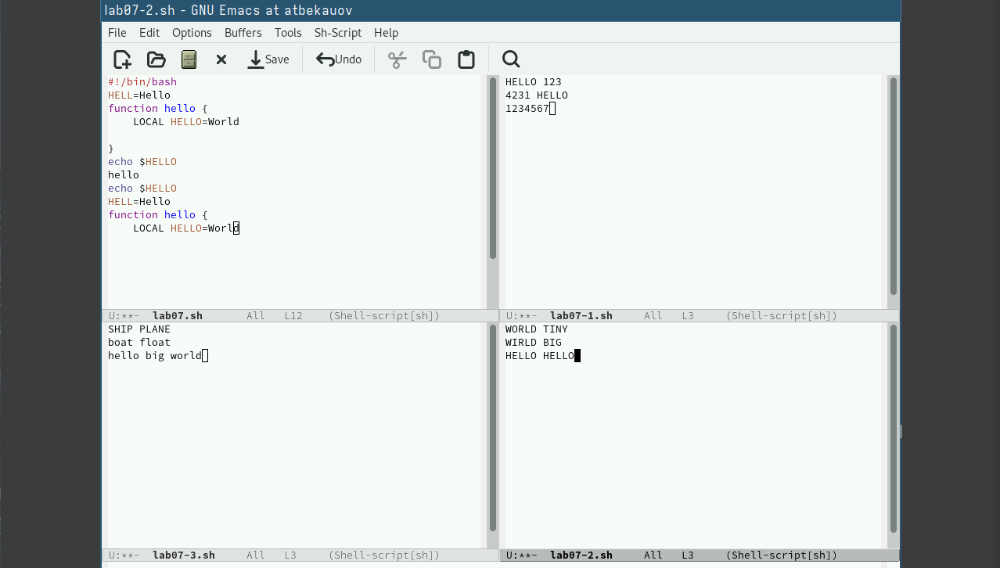 lab07-2.sh - GNU Emacs at atbekauov
File Edit Options Buffers Tools Sh-Script Help
Save Undo
#!/bin/bash
HELL=Hello
function hello {
    LOCAL HELLO=World
}
echo $HELLO
hello
echo $HELLO
HELL=Hello
function hello {
    LOCAL HELLO=World
U:**- lab07.sh All L12 (Shell-script[sh])
HELLO 123
4231 HELLO
1234567
U:**- lab07-1.sh All L3 (Shell-script[sh])
SHIP PLANE
boat float
hello big world
U:**- lab07-3.sh All L3 (Shell-script[sh])
WORLD TINY
WIRLD BIG
HELLO HELLO
U:**- lab07-2.sh All L3 (Shell-script[sh])